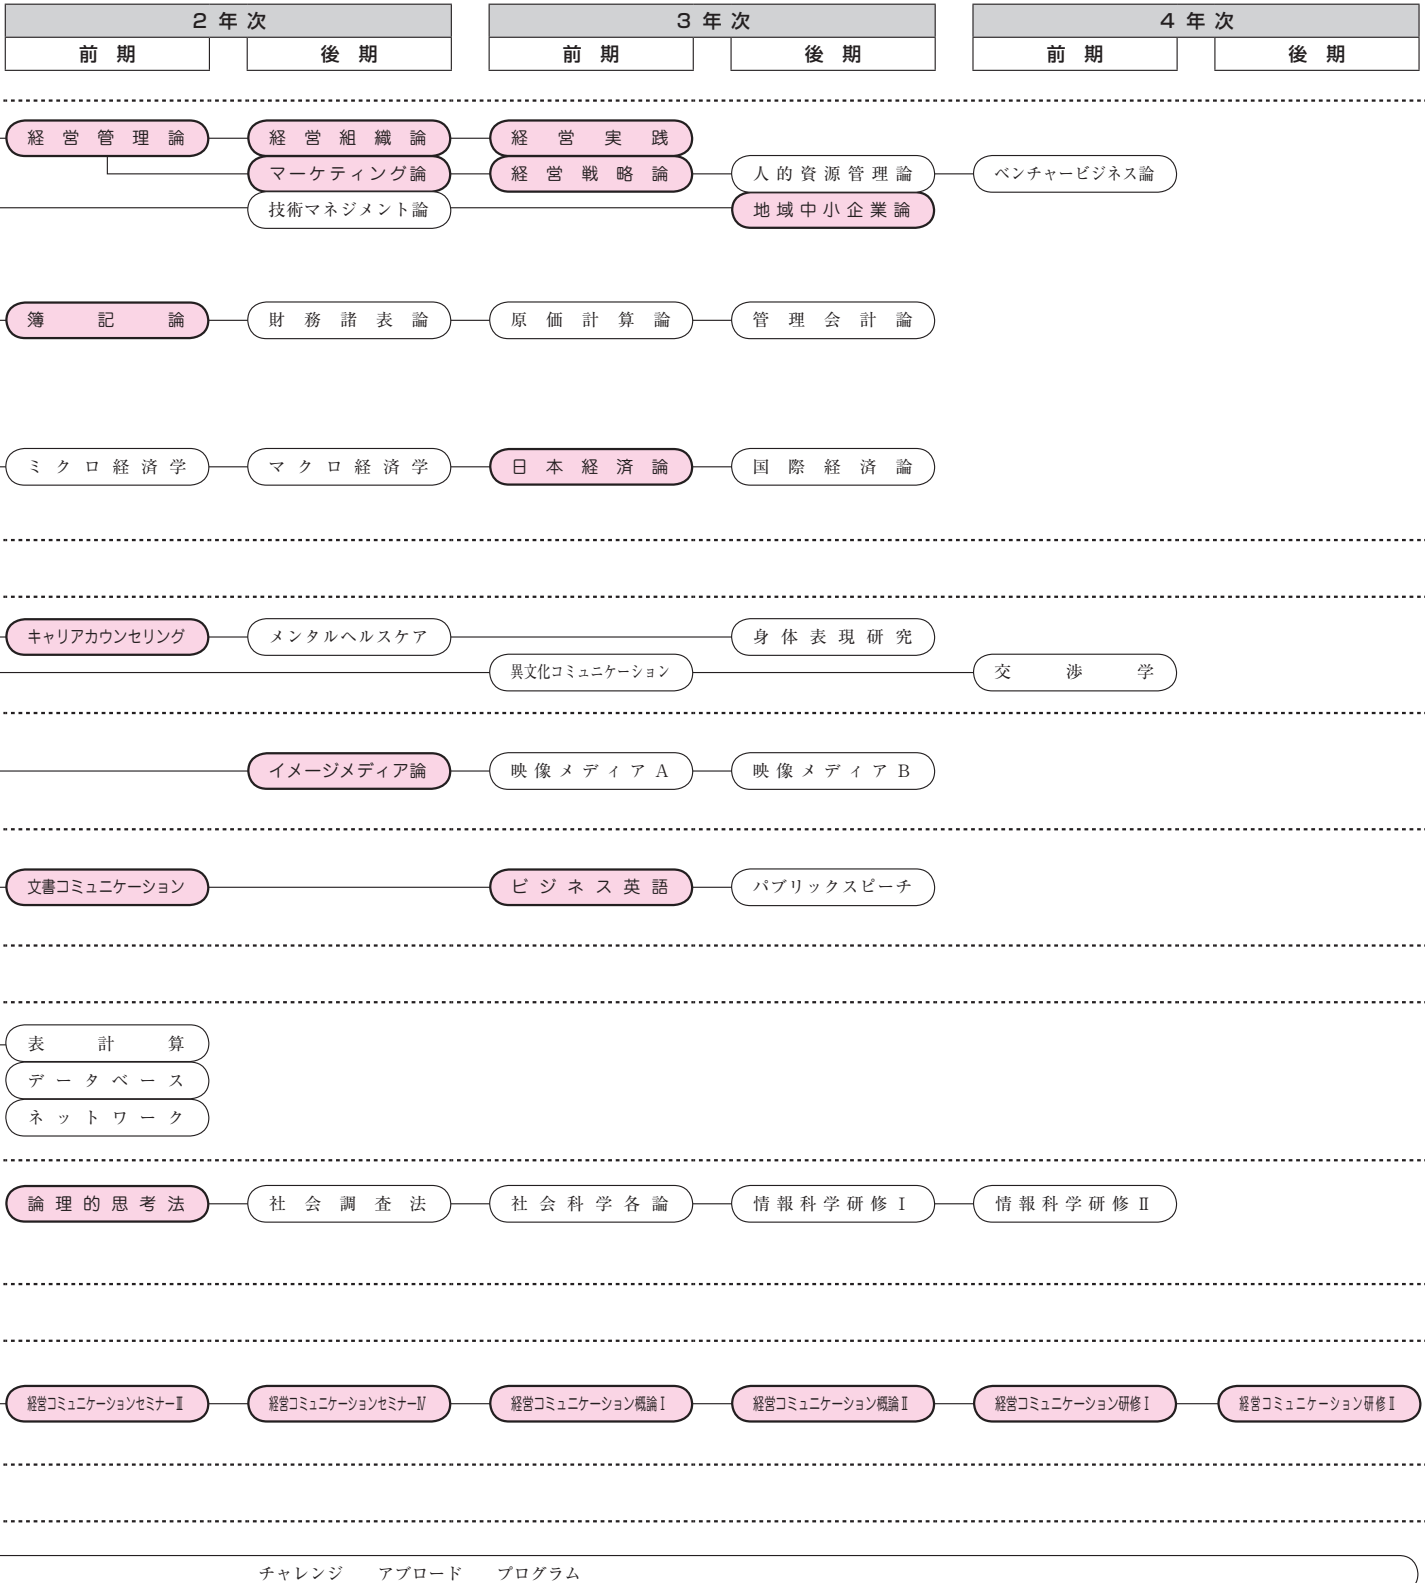 2年次 3年次 4年次
前期 後期 前期 後期 前期 後期
経営管理論 経営組織論 経営実践
マーケティング論 経営戦略論 人的資源管理論 ベンチャービジネス論
技術マネジメント論 地域中小企業論
簿記論 財務諸表論 原価計算論 管理会計論
ミクロ経済学 マクロ経済学 日本経済論 国際経済論
キャリアカウンセリング メンタルヘルスケア 身体表現研究
異文化コミュニケーション 交渉学
イメージメディア論 映像メディアA 映像メディアB
文書コミュニケーション ビジネス英語 パブリックスピーチ
表計算
データベース
ネットワーク
論理的思考法 社会調査法 社会科学各論 情報科学研修Ⅰ 情報科学研修Ⅱ
経営コミュニケーションセミナーⅢ 経営コミュニケーションセミナーⅣ 経営コミュニケーション概論Ⅰ 経営コミュニケーション概論Ⅱ 経営コミュニケーション研修Ⅰ 経営コミュニケーション研修Ⅱ
チャレンジ アブロード プログラム